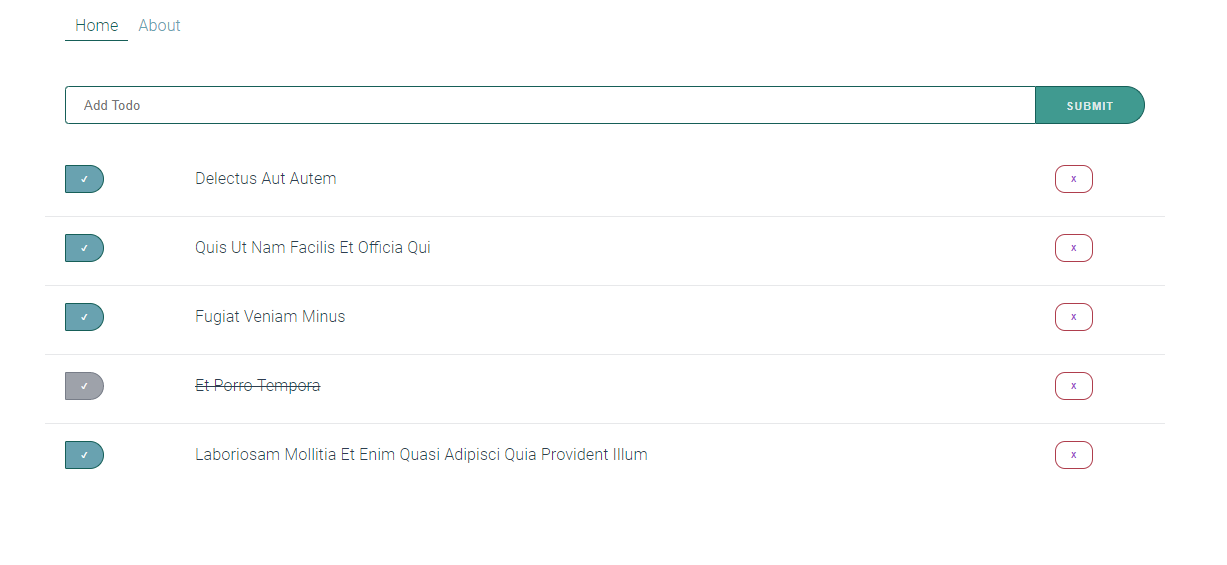 Home About
Add Todo SUBMIT
✓ Delectus Aut Autem x
✓ Quis Ut Nam Facilis Et Officia Qui x
✓ Fugiat Veniam Minus x
✓ Et Porro Tempora x
✓ Laboriosam Mollitia Et Enim Quasi Adipisci Quia Provident Illum x